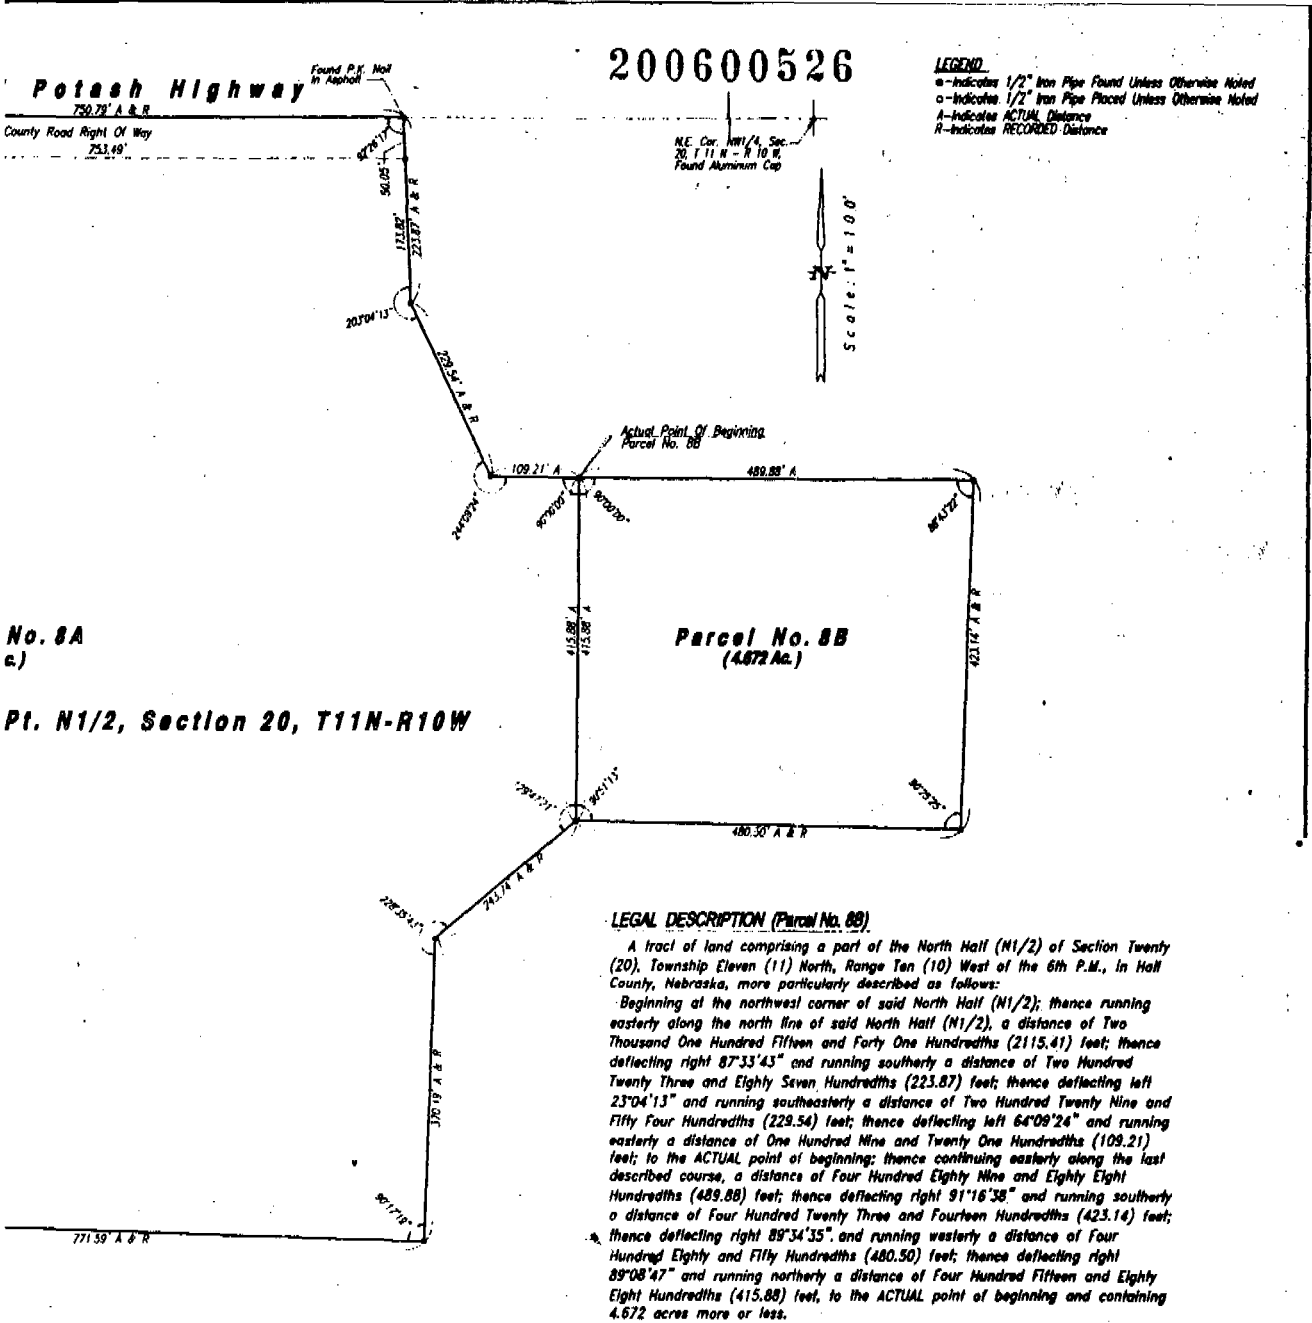 200600526
Potash Highway
750.79' A & R
County Road Right Of Way
753.49'
Found P.K. Nail
In Asphalt
92°26'17"
50.05'
173.82'
223.87' A & R
203°04'13"
229.54' A & R
244°09'24"
109.21' A
90°00'00"
90°00'00"
N.E. Cor. NW1/4, Sec.
20, T 11 N - R 10 W,
Found Aluminum Cap
LEGEND
-Indicates 1/2" Iron Pipe Found Unless Otherwise Noted
o-Indicates 1/2" Iron Pipe Placed Unless Otherwise Noted
A-Indicates ACTUAL Distance
R-Indicates RECORDED Distance
N
Scale: 1" = 100'
Actual Point Of Beginning
Parcel No. 8B
489.88' A
88°43'22"
415.88' A
415.88' A
Parcel No. 8B
(4.672 Ac.)
423.14' A & R
No. 8A
c.)
Pt. N1/2, Section 20, T11N-R10W
90°51'13"
90°25'25"
480.50' A & R
243.74' A & R
370.19' A & R
771.59' A & R
LEGAL DESCRIPTION (Parcel No. 8B)
A tract of land comprising a part of the North Half (N1/2) of Section Twenty
(20), Township Eleven (11) North, Range Ten (10) West of the 6th P.M., in Hall
County, Nebraska, more particularly described as follows:
Beginning at the northwest corner of said North Half (N1/2); thence running
easterly along the north line of said North Half (N1/2), a distance of Two
Thousand One Hundred Fifteen and Forty One Hundredths (2115.41) feet; thence
deflecting right 87°33'43" and running southerly a distance of Two Hundred
Twenty Three and Eighty Seven Hundredths (223.87) feet; thence deflecting left
23°04'13" and running southeasterly a distance of Two Hundred Twenty Nine and
Fifty Four Hundredths (229.54) feet; thence deflecting left 64°09'24" and running
easterly a distance of One Hundred Nine and Twenty One Hundredths (109.21)
feet; to the ACTUAL point of beginning; thence continuing easterly along the last
described course, a distance of Four Hundred Eighty Nine and Eighty Eight
Hundredths (489.88) feet; thence deflecting right 91°16'38" and running southerly
a distance of Four Hundred Twenty Three and Fourteen Hundredths (423.14) feet;
thence deflecting right 89°34'35" and running westerly a distance of Four
Hundred Eighty and Fifty Hundredths (480.50) feet; thence deflecting right
89°08'47" and running northerly a distance of Four Hundred Fifteen and Eighty
Eight Hundredths (415.88) feet, to the ACTUAL point of beginning and containing
4.672 acres more or less.